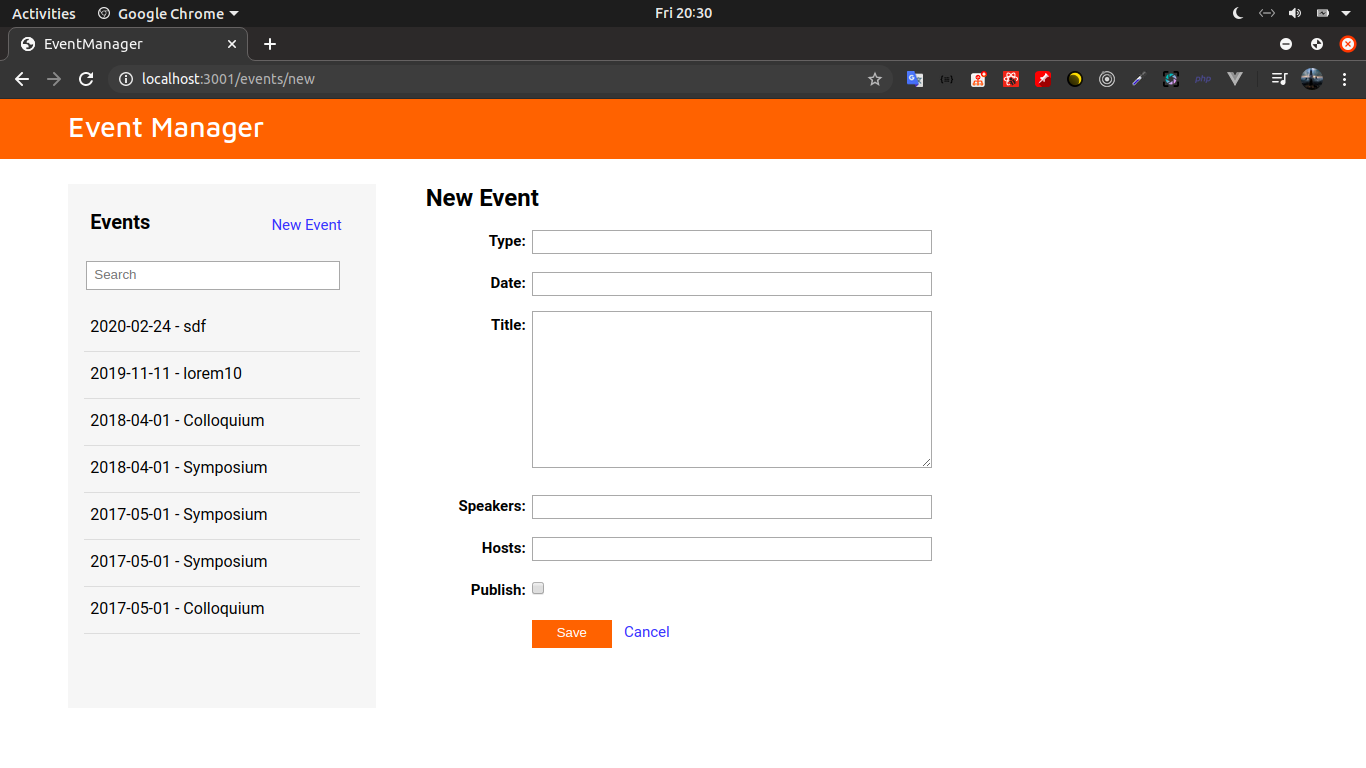 Activities Google Chrome Fri 20:30
EventManager
localhost:3001/events/new
php
Event Manager
Events New Event
Search
2020-02-24 - sdf
2019-11-11 - lorem10
2018-04-01 - Colloquium
2018-04-01 - Symposium
2017-05-01 - Symposium
2017-05-01 - Symposium
2017-05-01 - Colloquium
New Event
Type:
Date:
Title:
Speakers:
Hosts:
Publish:
Save Cancel